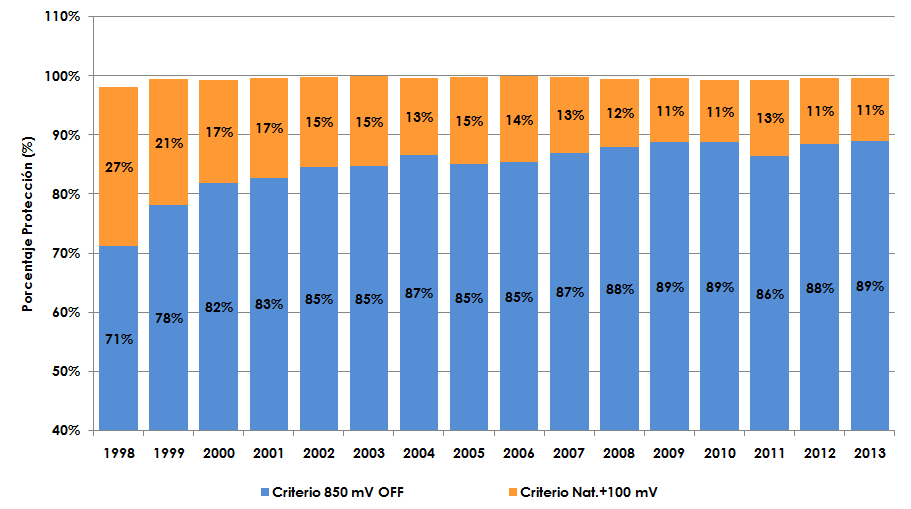 110%
100%
90%
80%
70%
60%
50%
40%
Porcentaje Protección (%)
27% 21% 17% 17% 15% 15% 13% 15% 14% 13% 12% 11% 11% 13% 11% 11%
71% 78% 82% 83% 85% 85% 87% 85% 85% 87% 88% 89% 89% 86% 88% 89%
1998 1999 2000 2001 2002 2003 2004 2005 2006 2007 2008 2009 2010 2011 2012 2013
Criterio 850 mV OFF Criterio Nat.+100 mV